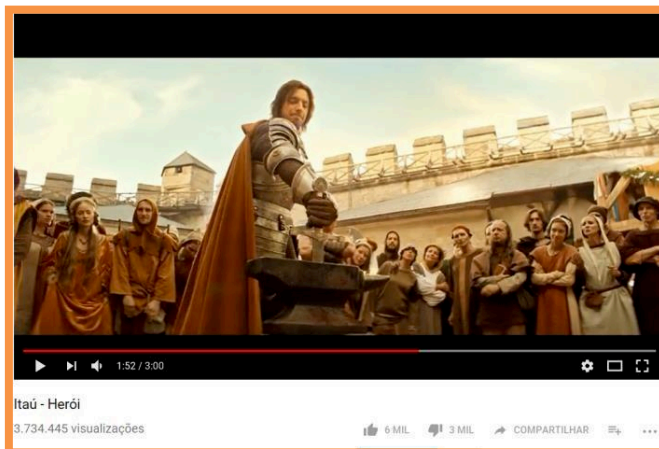 1:52 / 3:00
Itaú - Herói
3.734.445 visualizações
6 MIL 3 MIL COMPARTILHAR